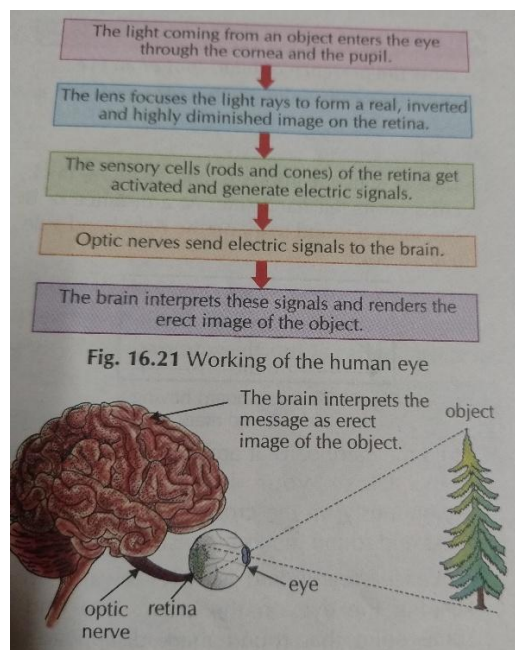 The light coming from an object enters the eye
through the cornea and the pupil.
The lens focuses the light rays to form a real, inverted
and highly diminished image on the retina.
The sensory cells (rods and cones) of the retina get
activated and generate electric signals.
Optic nerves send electric signals to the brain.
The brain interprets these signals and renders the
erect image of the object.
Fig. 16.21 Working of the human eye
The brain interprets the
message as erect
image of the object.
object
eye
optic
nerve
retina